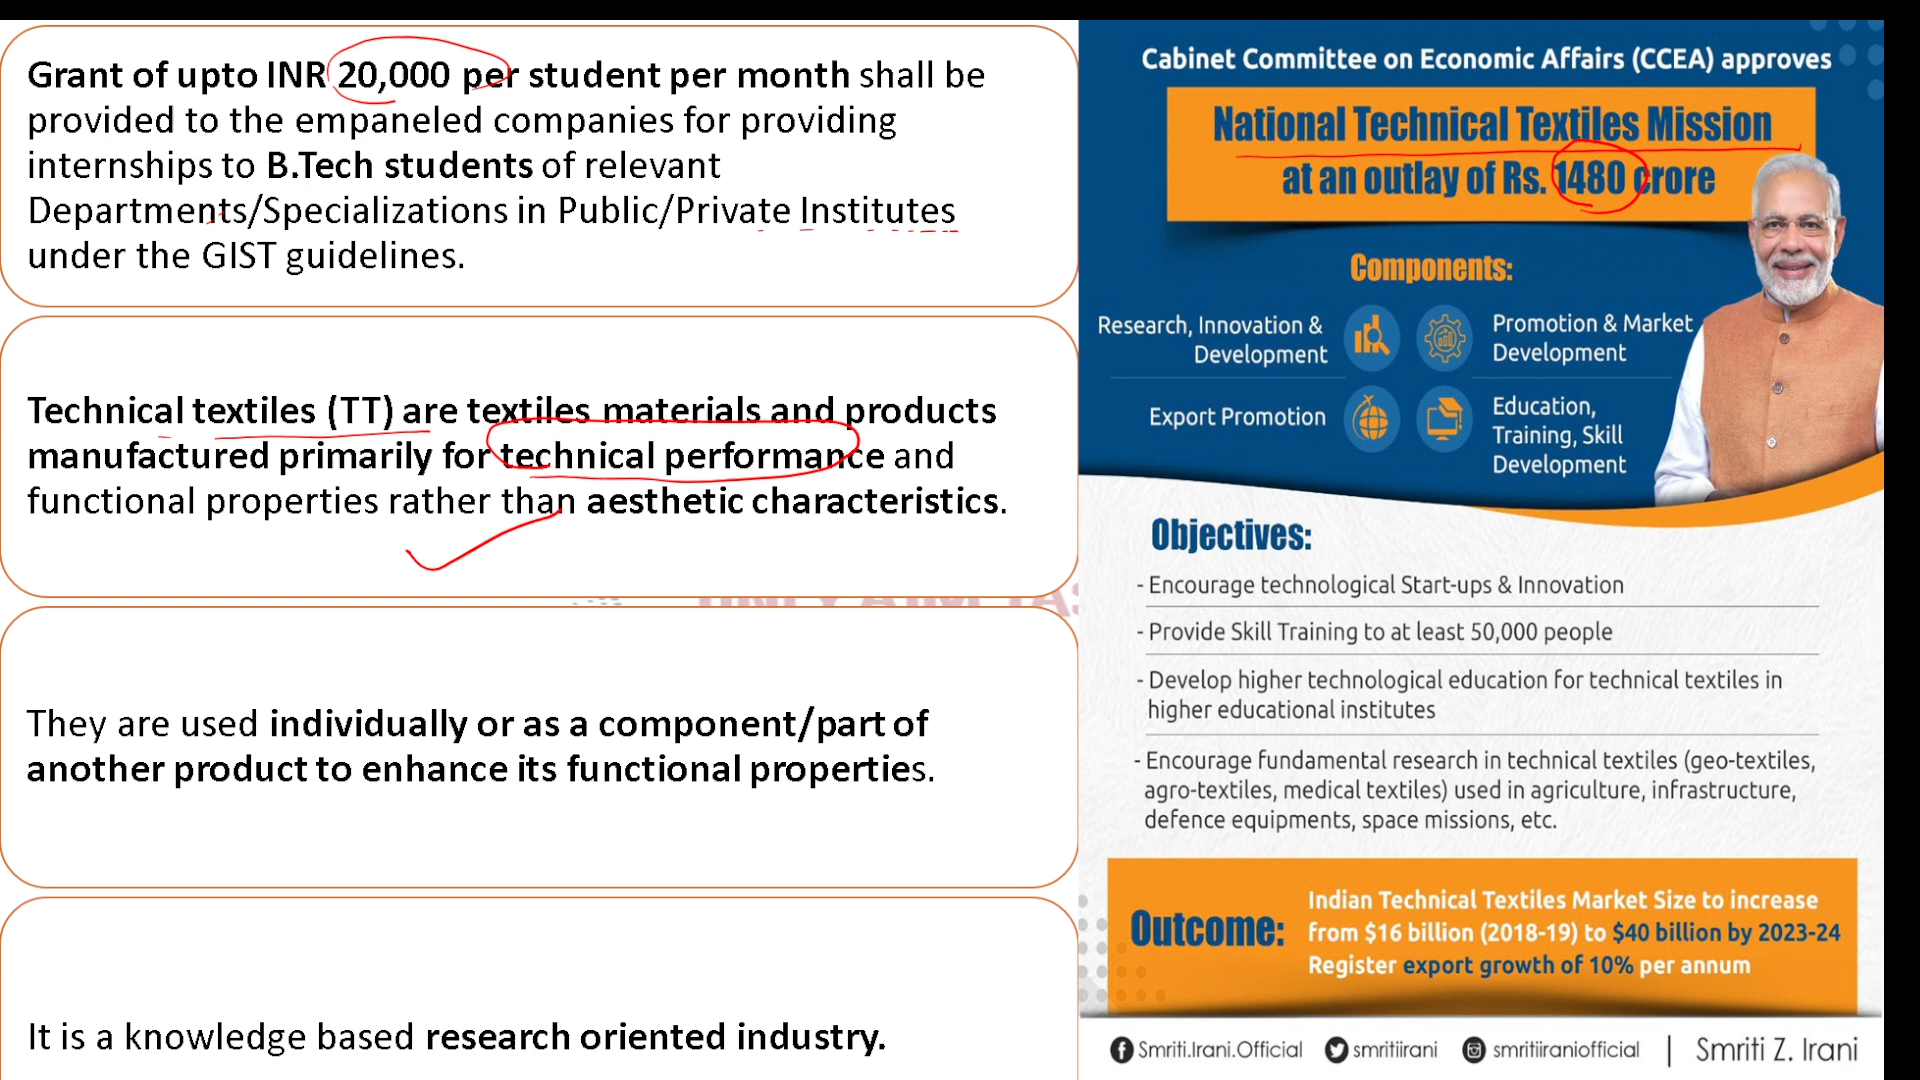 Grant of upto INR 20,000 per student per month shall be
provided to the empaneled companies for providing
internships to B.Tech students of relevant
Departments/Specializations in Public/Private Institutes
under the GIST guidelines.
Technical textiles (TT) are textiles materials and products
manufactured primarily for technical performance and
functional properties rather than aesthetic characteristics.
They are used individually or as a component/part of
another product to enhance its functional properties.
It is a knowledge based research oriented industry.
Cabinet Committee on Economic Affairs (CCEA) approves
National Technical Textiles Mission
at an outlay of Rs. 1480 crore
Components:
Research, Innovation &
Development
Promotion & Market
Development
Export Promotion
Education,
Training, Skill
Development
Objectives:
- Encourage technological Start-ups & Innovation
- Provide Skill Training to at least 50,000 people
- Develop higher technological education for technical textiles in
higher educational institutes
- Encourage fundamental research in technical textiles (geo-textiles,
agro-textiles, medical textiles) used in agriculture, infrastructure,
defence equipments, space missions, etc.
Outcome:
Indian Technical Textiles Market Size to increase
from $16 billion (2018-19) to $40 billion by 2023-24
Register export growth of 10% per annum
Smriti.Irani.Official
smritiirani
smritiiraniofficial
Smriti Z. Irani